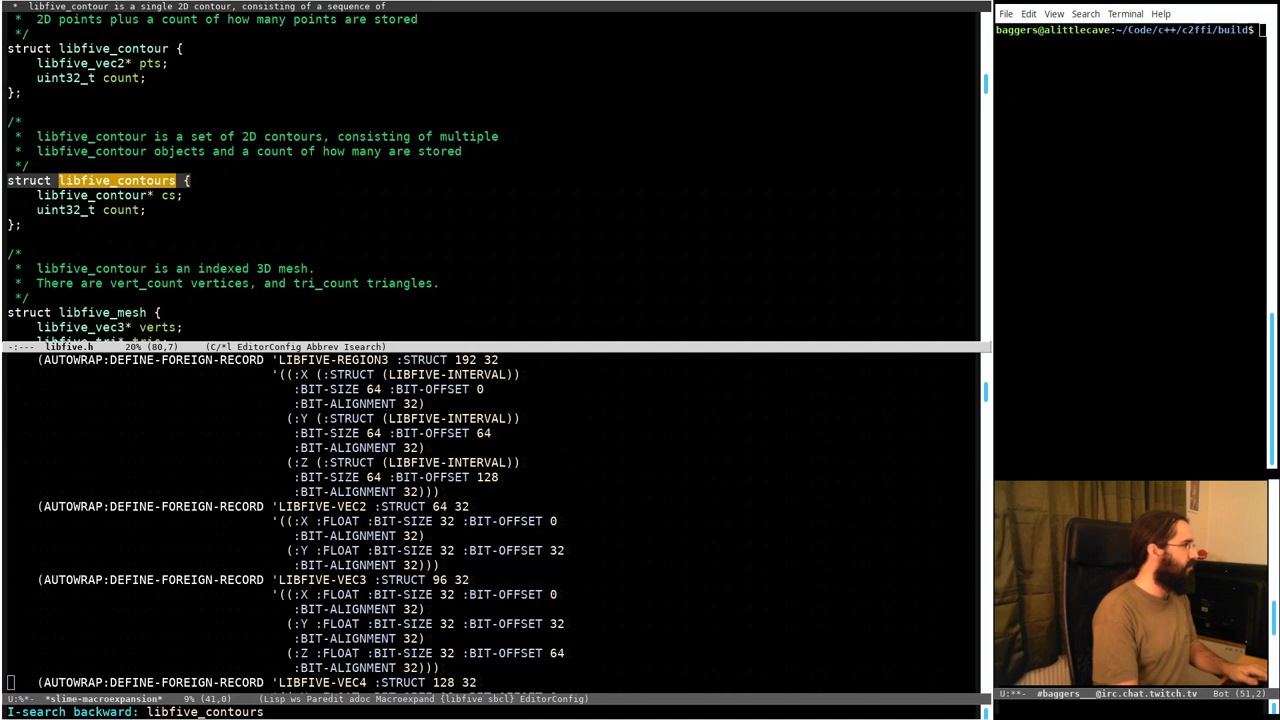 *  libfive_contour is a single 2D contour, consisting of a sequence of
 *  2D points plus a count of how many points are stored
 */
struct libfive_contour {
    libfive_vec2* pts;
    uint32_t count;
};
/*
 *  libfive_contour is a set of 2D contours, consisting of multiple
 *  libfive_contour objects and a count of how many are stored
 */
struct libfive_contours {
    libfive_contour* cs;
    uint32_t count;
};
/*
 *  libfive_contour is an indexed 3D mesh.
 *  There are vert_count vertices, and tri_count triangles.
 */
struct libfive_mesh {
    libfive_vec3* verts;
-:---  libfive.h      20% (80,7)     (C/*l EditorConfig Abbrev Isearch)
(AUTOWRAP:DEFINE-FOREIGN-RECORD 'LIBFIVE-REGION3 :STRUCT 192 32
'((:X (:STRUCT (LIBFIVE-INTERVAL))
:BIT-SIZE 64 :BIT-OFFSET 0
:BIT-ALIGNMENT 32)
(:Y (:STRUCT (LIBFIVE-INTERVAL))
:BIT-SIZE 64 :BIT-OFFSET 64
:BIT-ALIGNMENT 32)
(:Z (:STRUCT (LIBFIVE-INTERVAL))
:BIT-SIZE 64 :BIT-OFFSET 128
:BIT-ALIGNMENT 32)))
(AUTOWRAP:DEFINE-FOREIGN-RECORD 'LIBFIVE-VEC2 :STRUCT 64 32
'((:X :FLOAT :BIT-SIZE 32 :BIT-OFFSET 0
:BIT-ALIGNMENT 32)
(:Y :FLOAT :BIT-SIZE 32 :BIT-OFFSET 32
:BIT-ALIGNMENT 32)))
(AUTOWRAP:DEFINE-FOREIGN-RECORD 'LIBFIVE-VEC3 :STRUCT 96 32
'((:X :FLOAT :BIT-SIZE 32 :BIT-OFFSET 0
:BIT-ALIGNMENT 32)
(:Y :FLOAT :BIT-SIZE 32 :BIT-OFFSET 32
:BIT-ALIGNMENT 32)
(:Z :FLOAT :BIT-SIZE 32 :BIT-OFFSET 64
:BIT-ALIGNMENT 32)))
(AUTOWRAP:DEFINE-FOREIGN-RECORD 'LIBFIVE-VEC4 :STRUCT 128 32
U:%*-  *slime-macroexpansion*    9% (41,0)     (Lisp ws Paredit adoc Macroexpand {libfive sbcl} EditorConfig)
I-search backward: libfive_contours
File Edit View Search Terminal Help
baggers@alittlecave:~/Code/c++/c2ffi/build$
U:**-  #baggers___@irc.chat.twitch.tv   Bot (51,2)